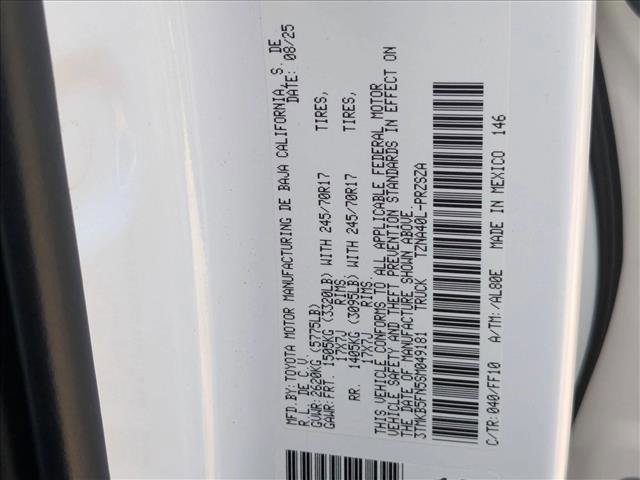 MFD.BY:TOYOTA MOTOR MANUFACTURING DE BAJA CALIFORNIA, S. DE
R.L. DE C.V. DATE: 08/25
GVWR:2620KG (5775LB)
GAWR:FRT. 1505KG (3320LB) WITH 245/70R17 TIRES,
17X7J RIMS
RR. 1405KG (3095LB) WITH 245/70R17 TIRES,
17X7J RIMS
THIS VEHICLE CONFORMS TO ALL APPLICABLE FEDERAL MOTOR
VEHICLE SAFETY AND THEFT PREVENTION STANDARDS IN EFFECT ON
THE DATE OF MANUFACTURE SHOWN ABOVE.
3TMKB5FN5SM049181 TRUCK TZNA40L-PRZSZA
C/TR:040/FF10 A/TM:/AL80E MADE IN MEXICO 146